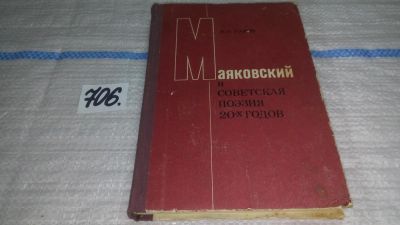 706.
Маяковский
и
советская
поэзия
20х годов